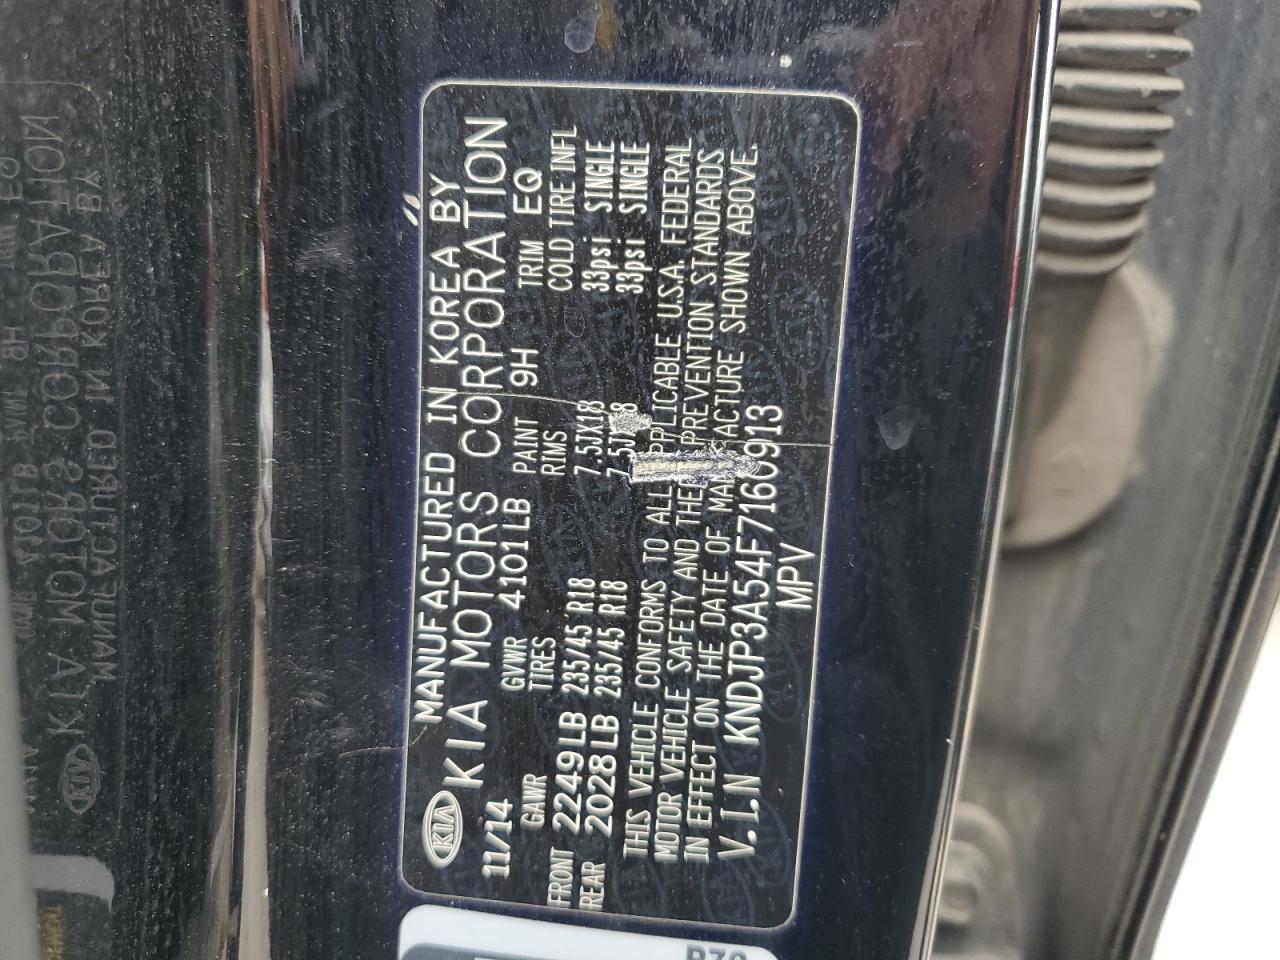 KIA
MANUFACTURED IN KOREA BY
KIA MOTORS CORPORATION
11/14 GVWR 4101LB PAINT 9H TRIM EQ
GAWR TIRES RIMS COLD TIRE INFL
FRONT 2249LB 235/45 R18 7.5JX18 33psi SINGLE
REAR 2028LB 235/45 R18 33psi SINGLE
THIS VEHICLE CONFORMS TO ALL APPLICABLE U.S.A. FEDERAL
MOTOR VEHICLE SAFETY AND THEFT PREVENTION STANDARDS
IN EFFECT ON THE DATE OF MANUFACTURE SHOWN ABOVE.
V.I.N KNDJP3A54F7160913
MPV